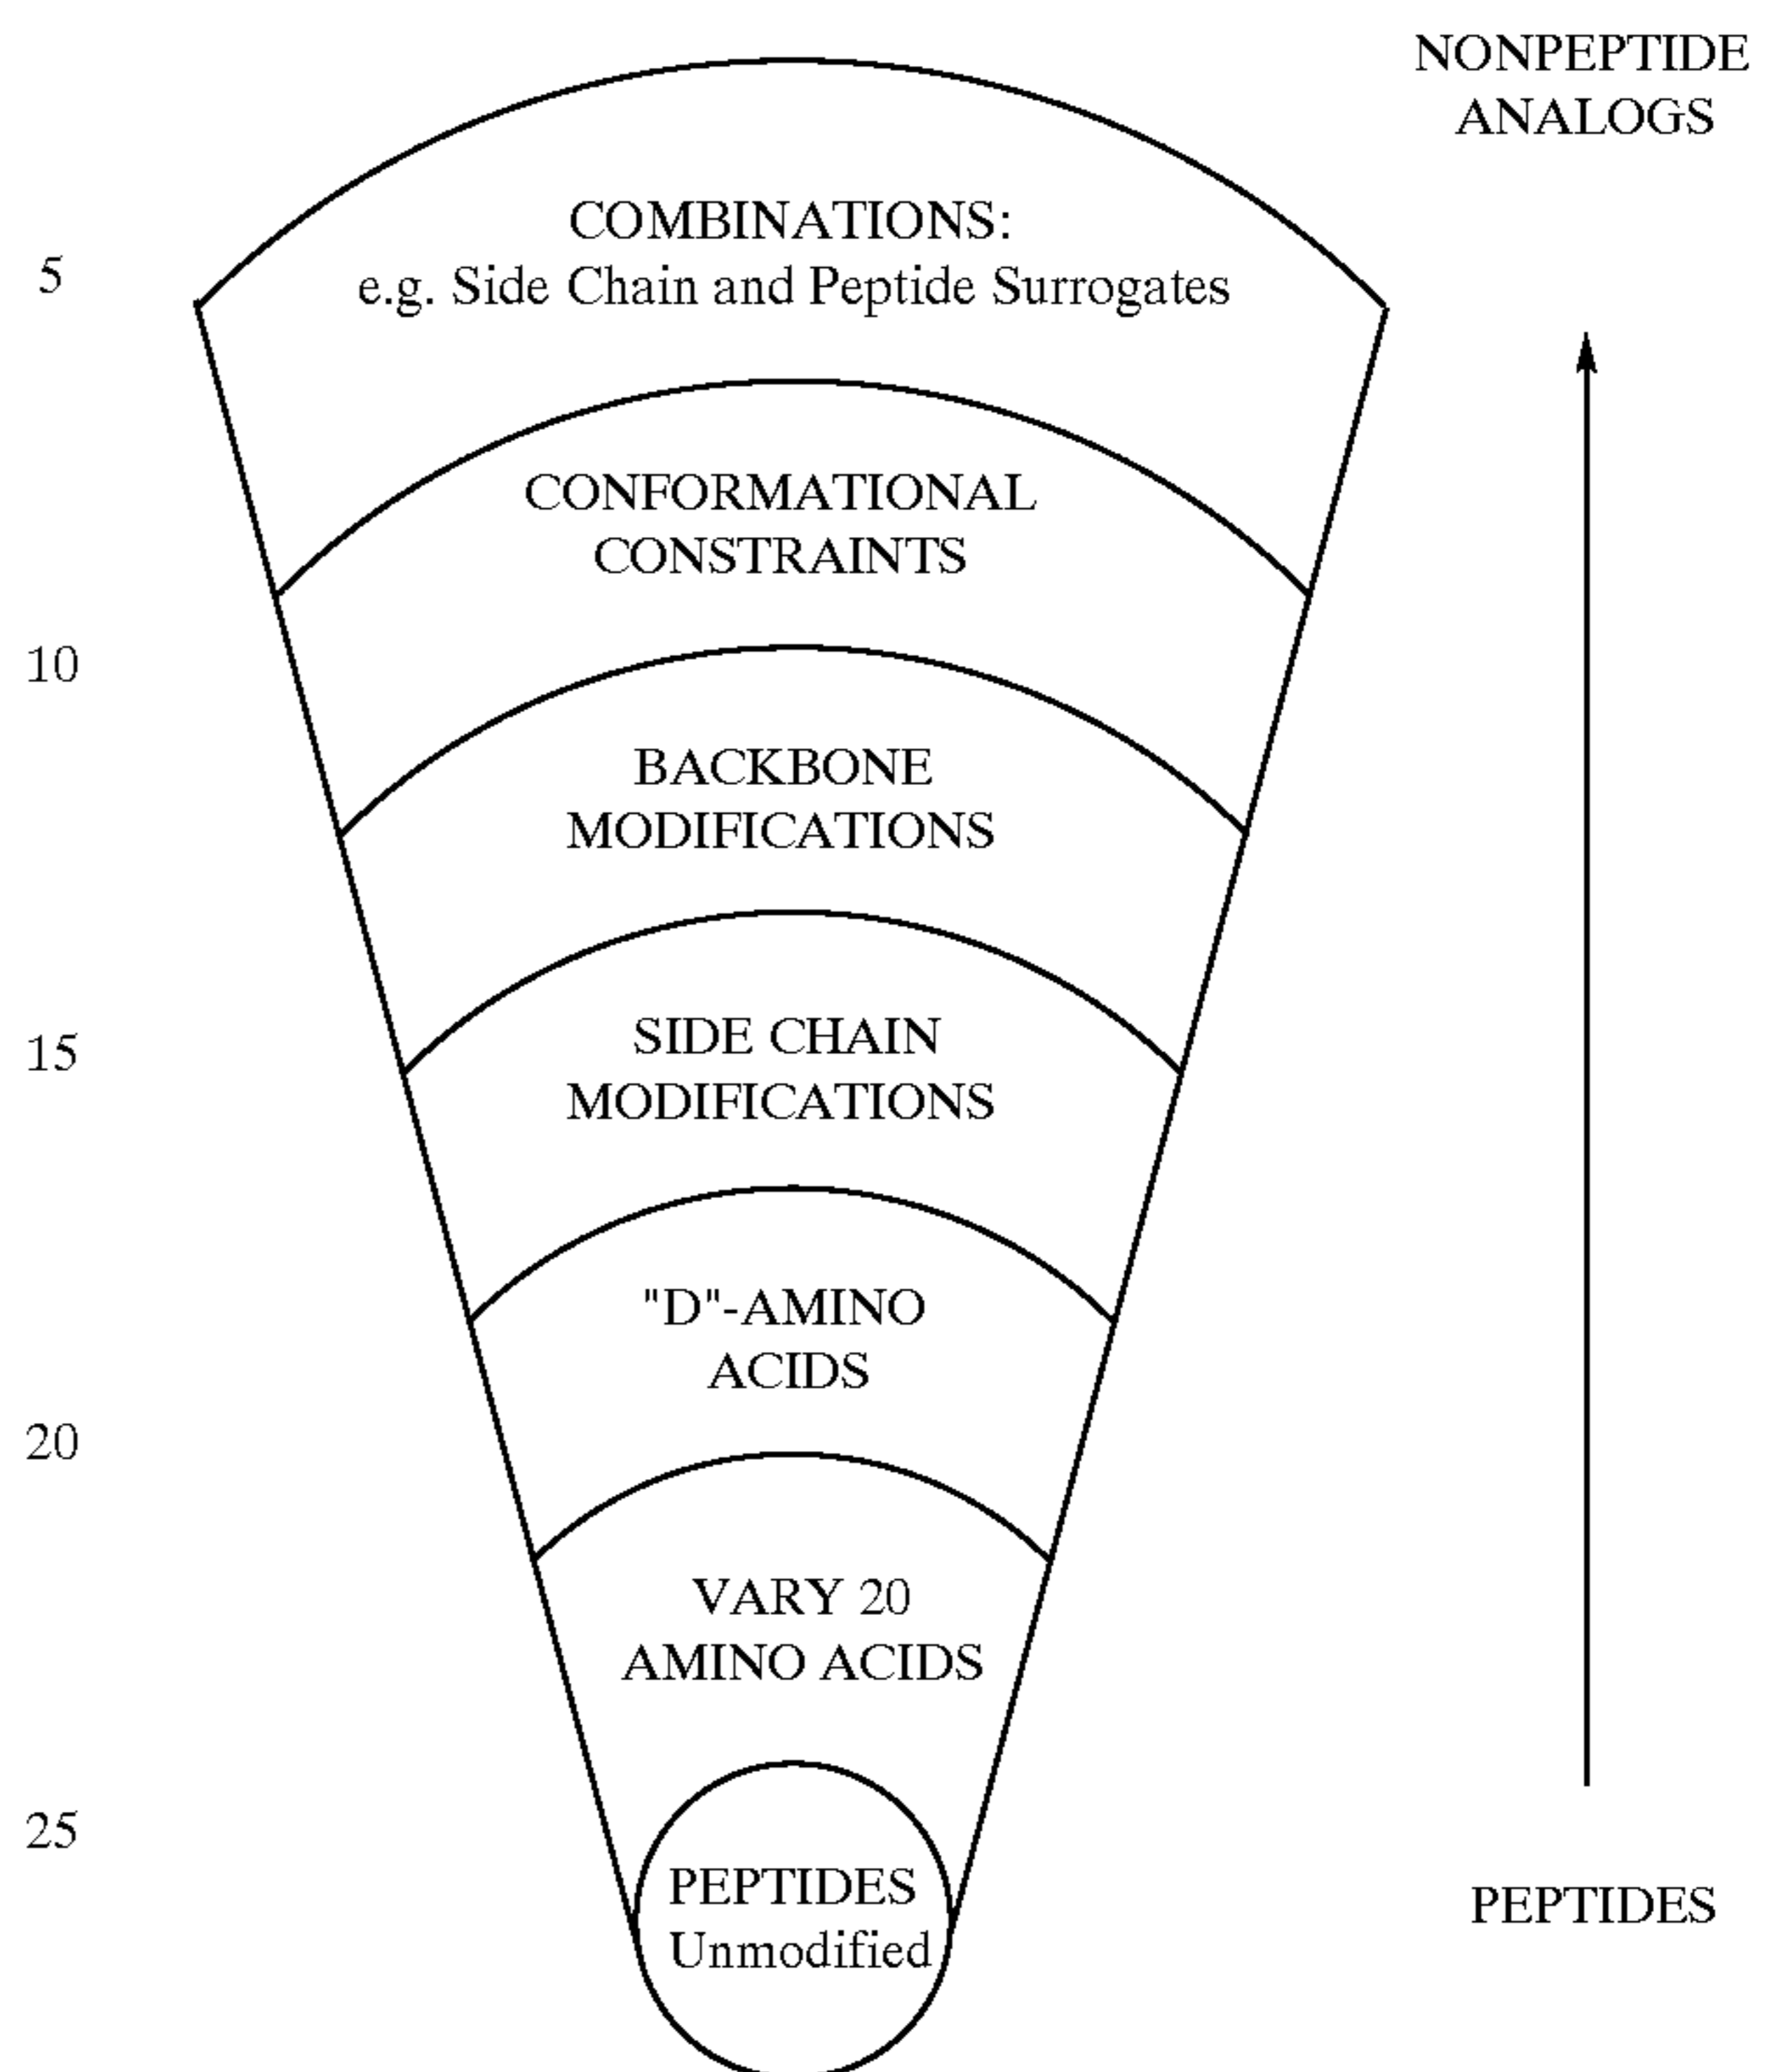 NONPEPTIDE
ANALOGS
COMBINATIONS:
e.g. Side Chain and Peptide Surrogates
5
CONFORMATIONAL
CONSTRAINTS
10
BACKBONE
MODIFICATIONS
15
SIDE CHAIN
MODIFICATIONS
"D"-AMINO
ACIDS
20
VARY 20
AMINO ACIDS
25
PEPTIDES
Unmodified
PEPTIDES